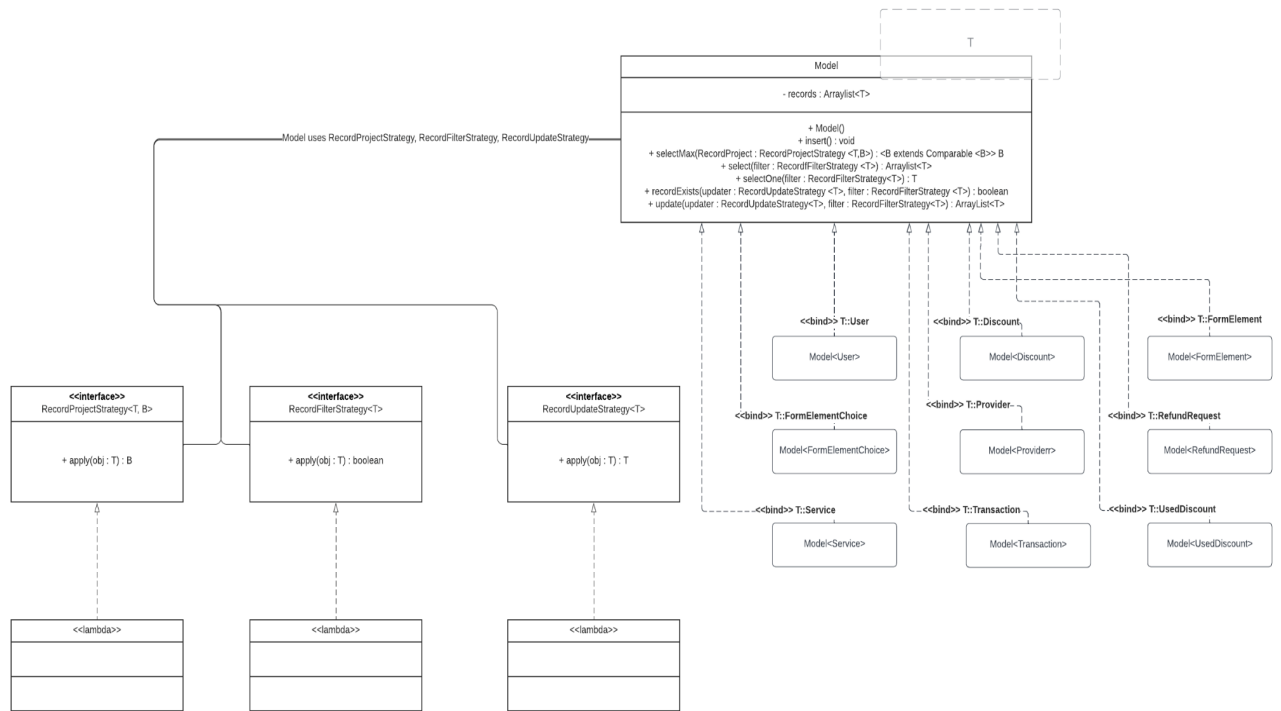 T
Model
- records : Arraylist<T>
+ Model()
+ insert() : void
+ selectMax(RecordProject : RecordProjectStrategy <T,B>) : <B extends Comparable <B>> B
+ select(filter : RecordfFilterStrategy <T>) : Arraylist<T>
+ selectOne(filter : RecordFilterStrategy<T>) : T
+ recordExists(updater : RecordUpdateStrategy <T>, filter : RecordFilterStrategy <T>) : boolean
+ update(updater : RecordUpdateStrategy<T>, filter : RecordFilterStrategy<T>) : ArrayList<T>
Model uses RecordProjectStrategy, RecordFilterStrategy, RecordUpdateStrategy
<<bind>> T::User
<<bind>> T::Discount
<<bind>> T::FormElement
Model<User>
Model<Discount>
Model<FormElement>
<<bind>> T::FormElementChoice
<<bind>> T::Provider
<<bind>> T::RefundRequest
Model<FormElementChoice>
Model<Providerr>
Model<RefundRequest>
<<bind>> T::Service
<<bind>> T::Transaction
<<bind>> T::UsedDiscount
Model<Service>
Model<Transaction>
Model<UsedDiscount>
<<interface>>
RecordProjectStrategy<T, B>
+ apply(obj : T) : B
<<interface>>
RecordFilterStrategy<T>
+ apply(obj : T) : boolean
<<interface>>
RecordUpdateStrategy<T>
+ apply(obj : T) : T
<<lambda>>
<<lambda>>
<<lambda>>